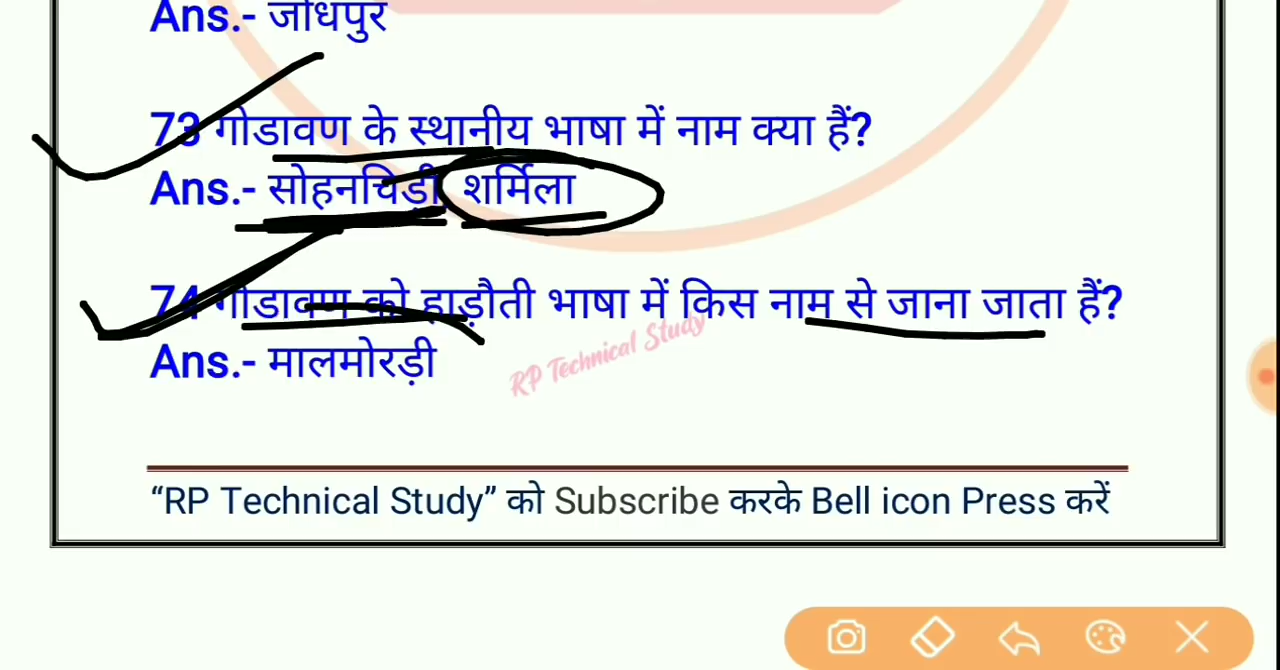 Ans.- जोधपुर
73 गोडावण के स्थानीय भाषा में नाम क्या हैं?
Ans.- सोहनचिड़ी शर्मिला
74 गोडावण को हाड़ौती भाषा में किस नाम से जाना जाता हैं?
Ans.- मालमोरड़ी
RP Technical Study
“RP Technical Study” को Subscribe करके Bell icon Press करें